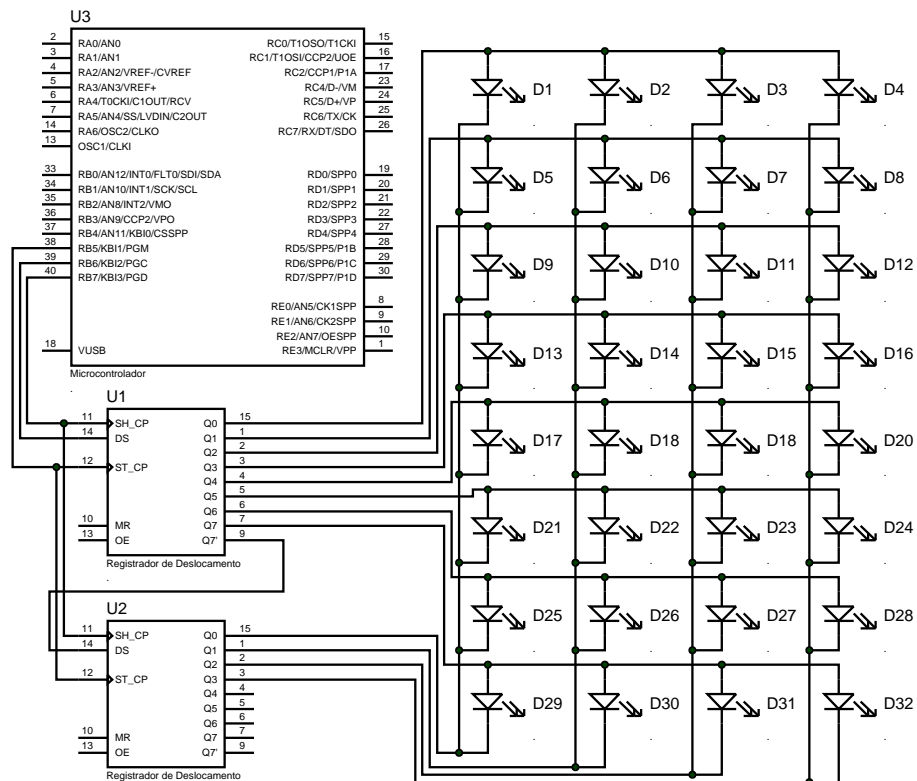 U3
2 RA0/AN0 RC0/T1OSO/T1CKI 15
3 RA1/AN1 RC1/T1OSI/CCP2/UOE 16
4 RA2/AN2/VREF-/CVREF RC2/CCP1/P1A 17
5 RA3/AN3/VREF+ RC4/D-/VM 23
6 RA4/T0CKI/C1OUT/RCV RC5/D+/VP 24
7 RA5/AN4/SS/LVDIN/C2OUT RC6/TX/CK 25
14 RA6/OSC2/CLKO RC7/RX/DT/SDO 26
13 OSC1/CLKI
33 RB0/AN12/INT0/FLT0/SDI/SDA RD0/SPP0 19
34 RB1/AN10/INT1/SCK/SCL RD1/SPP1 20
35 RB2/AN8/INT2/VMO RD2/SPP2 21
36 RB3/AN9/CCP2/VPO RD3/SPP3 22
37 RB4/AN11/KBI0/CSSPP RD4/SPP4 27
38 RB5/KBI1/PGM RD5/SPP5/P1B 28
39 RB6/KBI2/PGC RD6/SPP6/P1C 29
40 RB7/KBI3/PGD RD7/SPP7/P1D 30
RE0/AN5/CK1SPP 8
RE1/AN6/CK2SPP 9
RE2/AN7/OESPP 10
18 VUSB RE3/MCLR/VPP 1
Microcontrolador
U1
11 SH_CP Q0 15
14 DS Q1 1
Q2 2
12 ST_CP Q3 3
Q4 4
Q5 5
Q6 6
10 MR Q7 7
13 OE Q7' 9
Registrador de Deslocamento
U2
11 SH_CP Q0 15
14 DS Q1 1
Q2 2
12 ST_CP Q3 3
Q4 4
Q5 5
Q6 6
10 MR Q7 7
13 OE Q7' 9
Registrador de Deslocamento
D1 D2 D3 D4
D5 D6 D7 D8
D9 D10 D11 D12
D13 D14 D15 D16
D17 D18 D18 D20
D21 D22 D23 D24
D25 D26 D27 D28
D29 D30 D31 D32